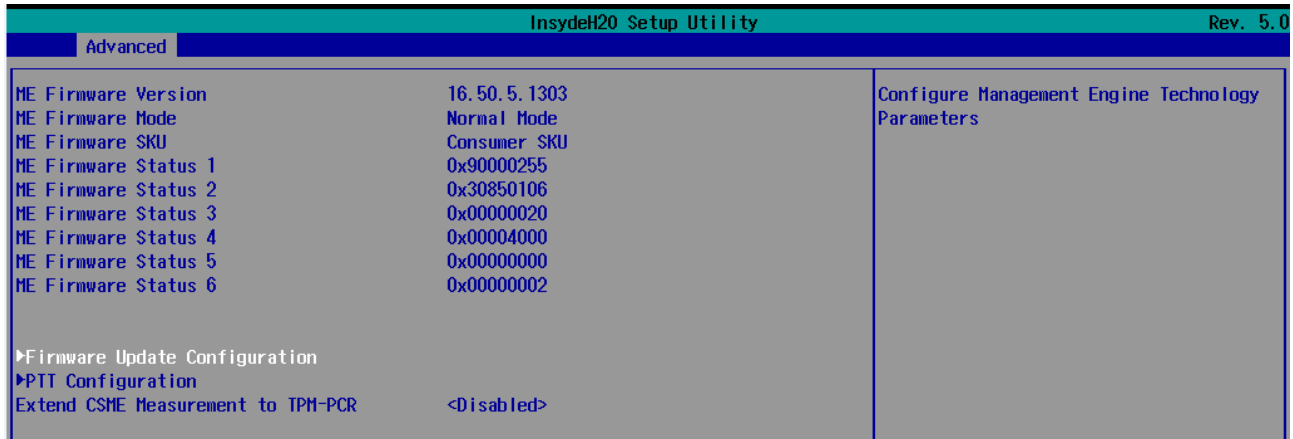 InsydeH2O Setup Utility Rev. 5.0
Advanced
ME Firmware Version 16.50.5.1303
ME Firmware Mode Normal Mode
ME Firmware SKU Consumer SKU
ME Firmware Status 1 0x90000255
ME Firmware Status 2 0x30850106
ME Firmware Status 3 0x00000020
ME Firmware Status 4 0x00004000
ME Firmware Status 5 0x00000000
ME Firmware Status 6 0x00000002
►Firmware Update Configuration
►PTT Configuration
Extend CSME Measurement to TPM-PCR <Disabled>
Configure Management Engine Technology
Parameters